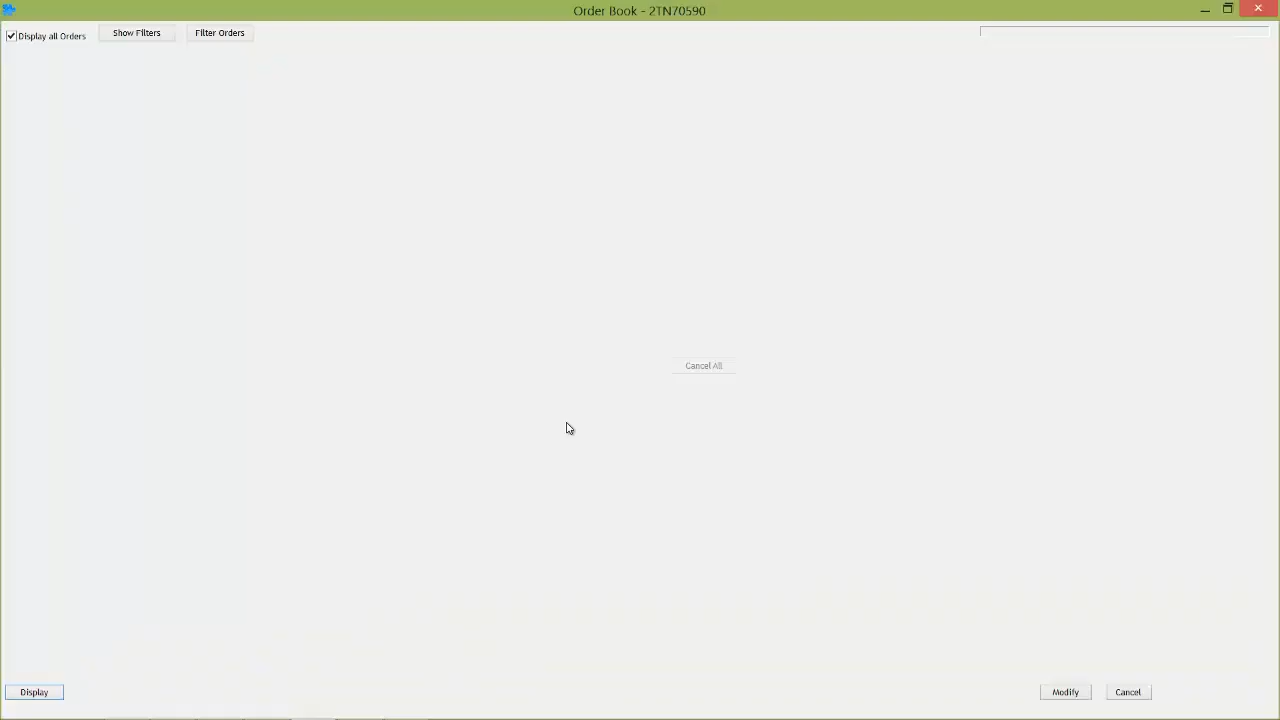 Order Book - 2TN70590
Display all Orders
Show Filters
Filter Orders
Cancel All
Display
Modify
Cancel